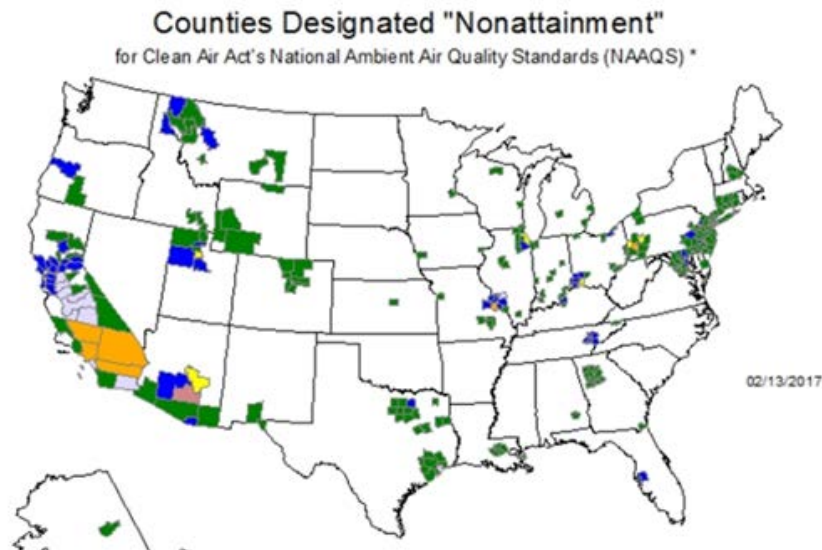 Counties Designated "Nonattainment"
for Clean Air Act's National Ambient Air Quality Standards (NAAQS) *
02/13/2017